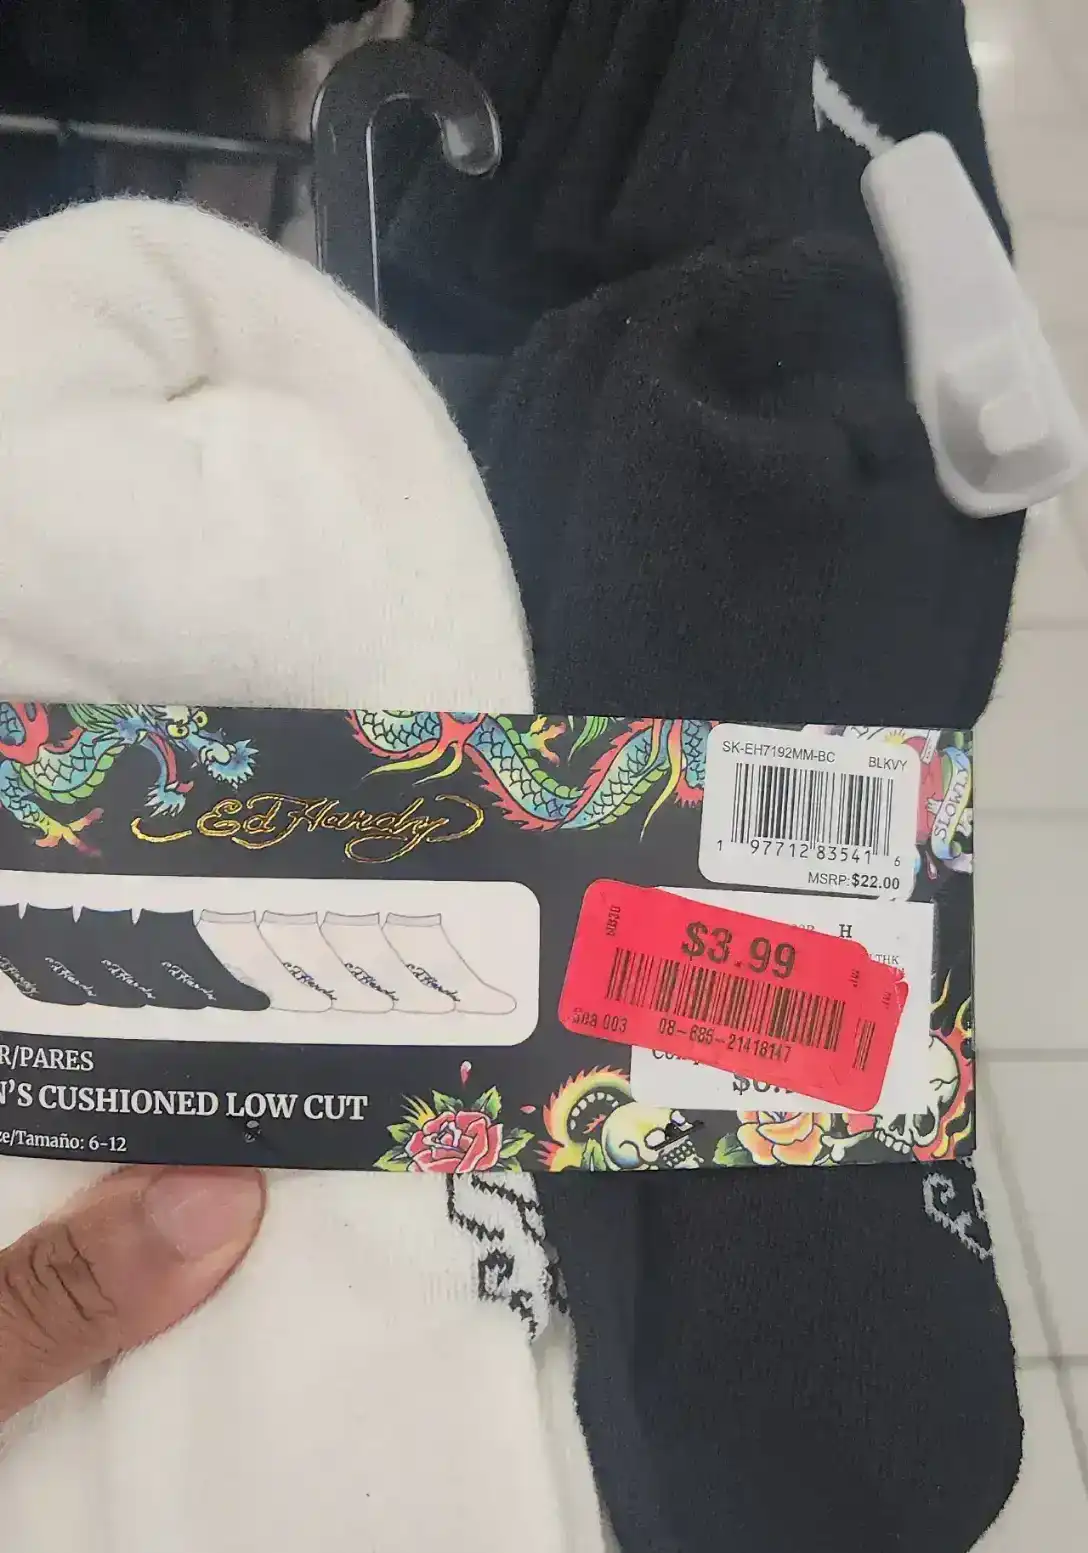 SK-EH7192MM-BC BLKVY
1 97712 83541 6
MSRP:$22.00
SLOWLY
Ed Hardy
H
$3.99
08-686-21418147
R/PARES
N'S CUSHIONED LOW CUT
ze/Tamaño: 6-12